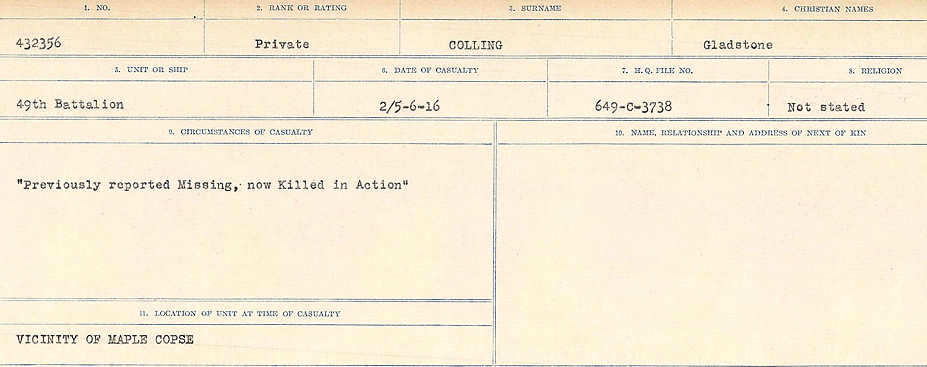 1. NO. 2. RANK OR RATING 3. SURNAME 4. CHRISTIAN NAMES
432356 Private COLLING Gladstone
5. UNIT OR SHIP 6. DATE OF CASUALTY 7. H.Q. FILE NO. 8. RELIGION
49th Battalion 2/5-6-16 649-C-3738 Not stated
9. CIRCUMSTANCES OF CASUALTY 10. NAME, RELATIONSHIP AND ADDRESS OF NEXT OF KIN
"Previously reported Missing, now Killed in Action"
11. LOCATION OF UNIT AT TIME OF CASUALTY
VICINITY OF MAPLE COPSE